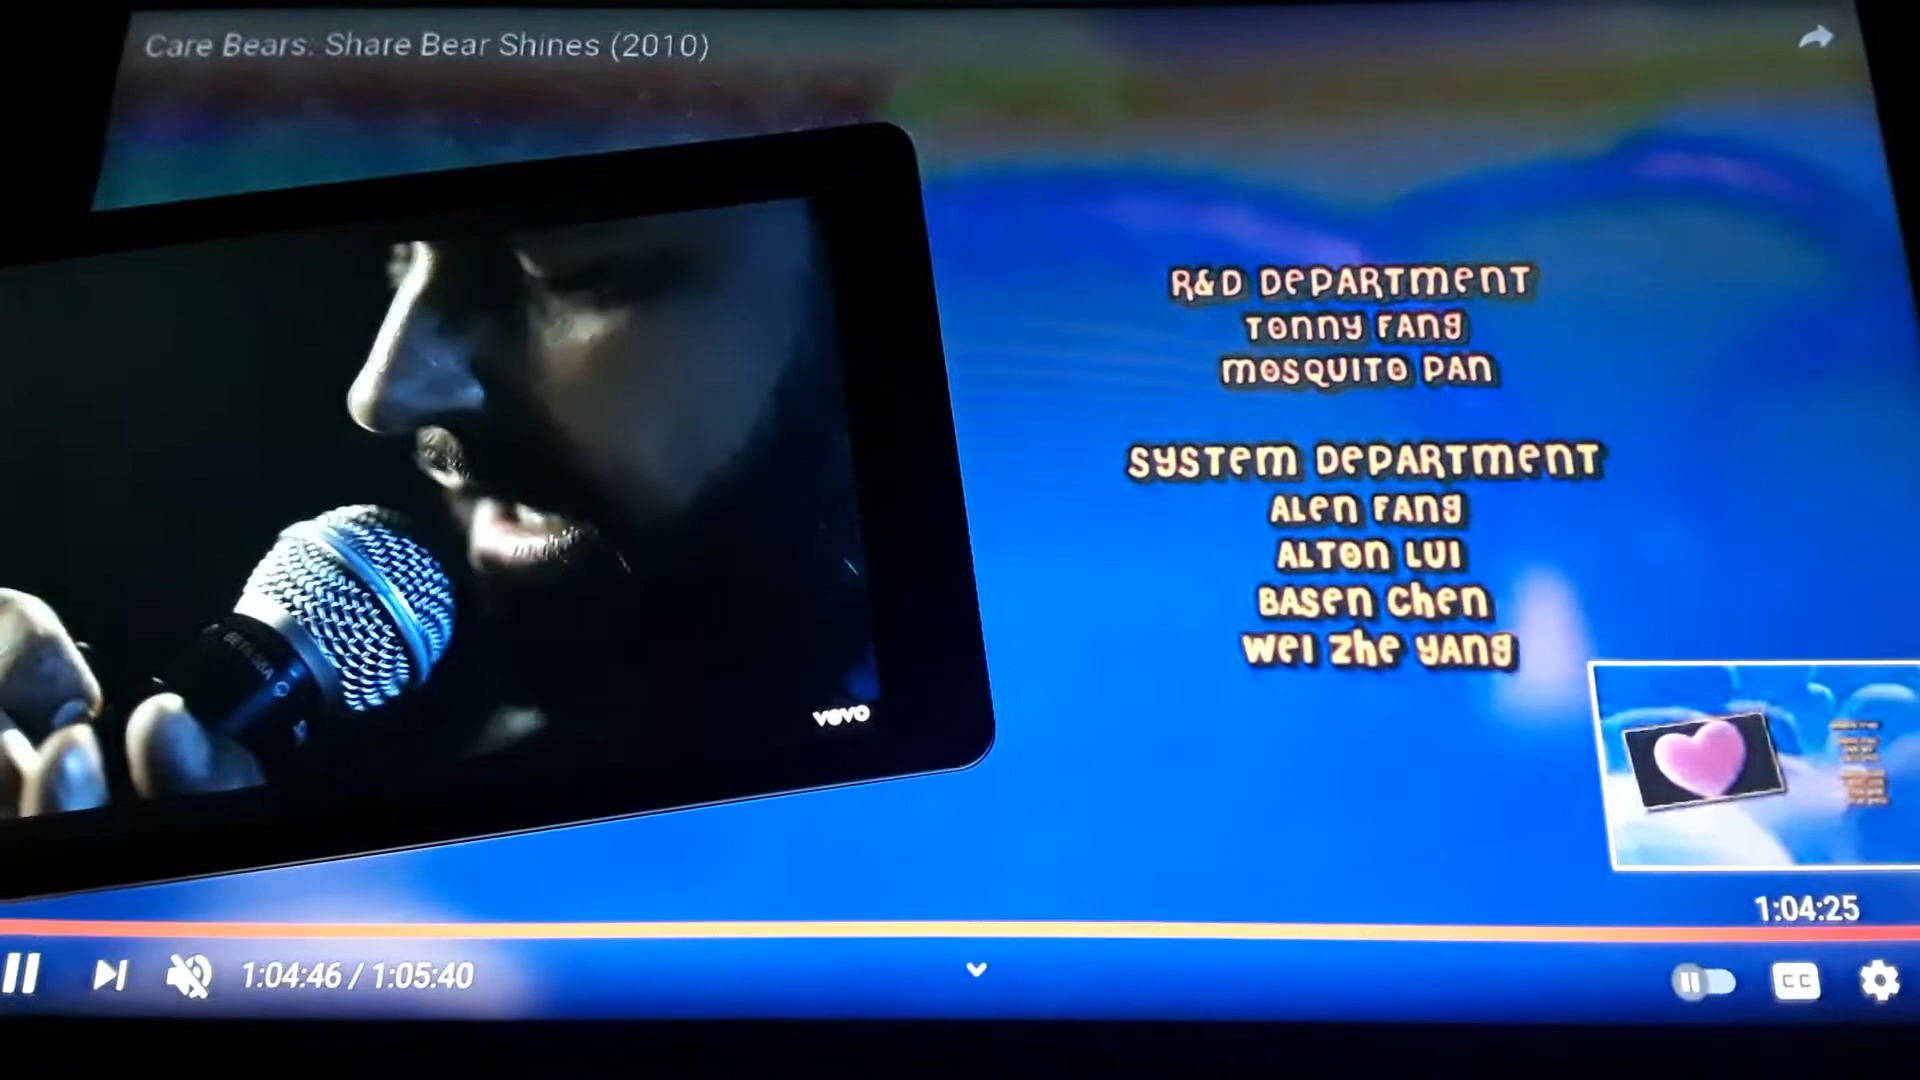 Care Bears: Share Bear Shines (2010)
R&D DEPARTMENT
TONNY FANG
MOSQUITO PAN
SYSTEM DEPARTMENT
ALEN FANG
ALTON LUI
BASEN CHEN
WEI ZHE YANG
vevo
1:04:25
1:04:46 / 1:05:40
CC